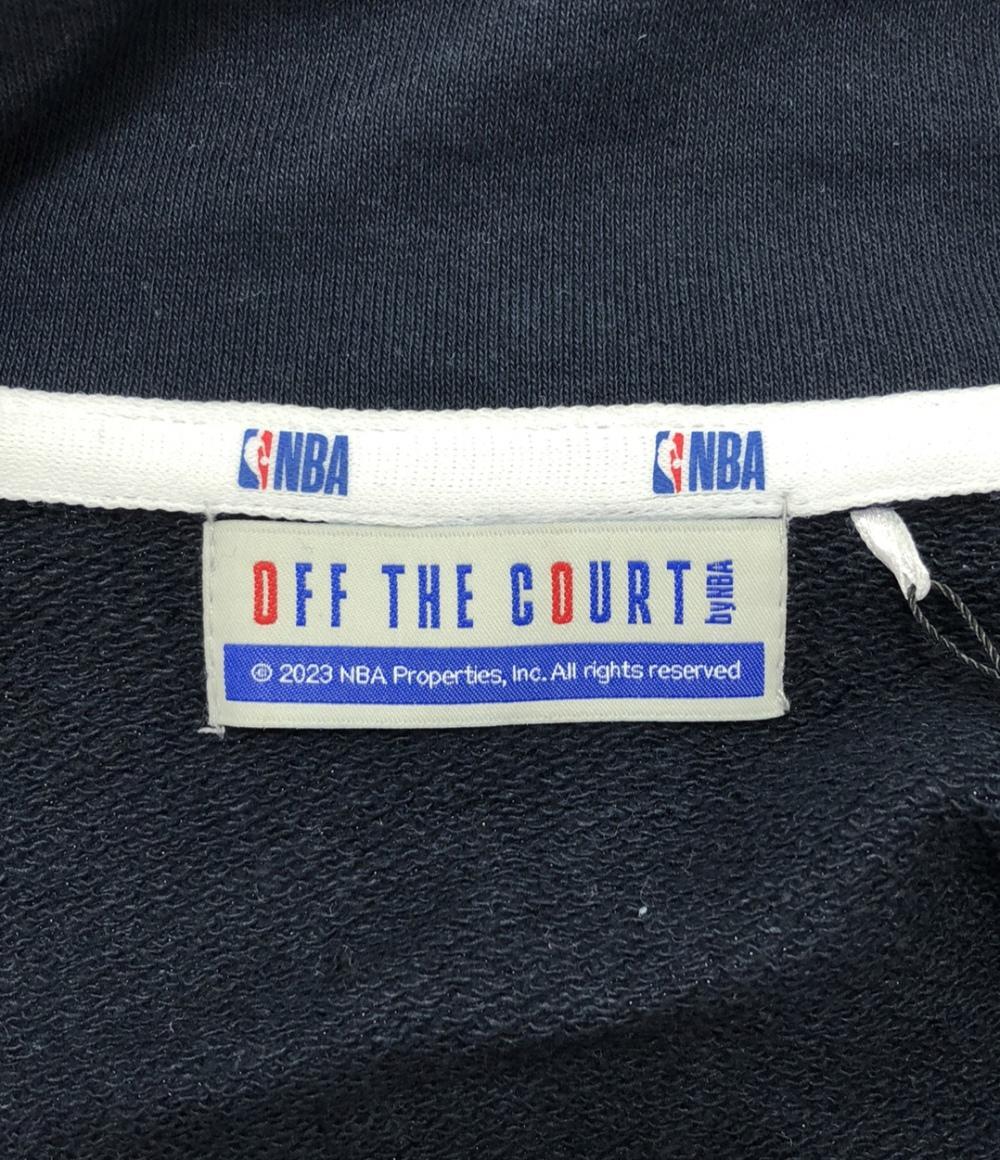 NBA NBA
OFF THE COURT by NBA
© 2023 NBA Properties, Inc. All rights reserved